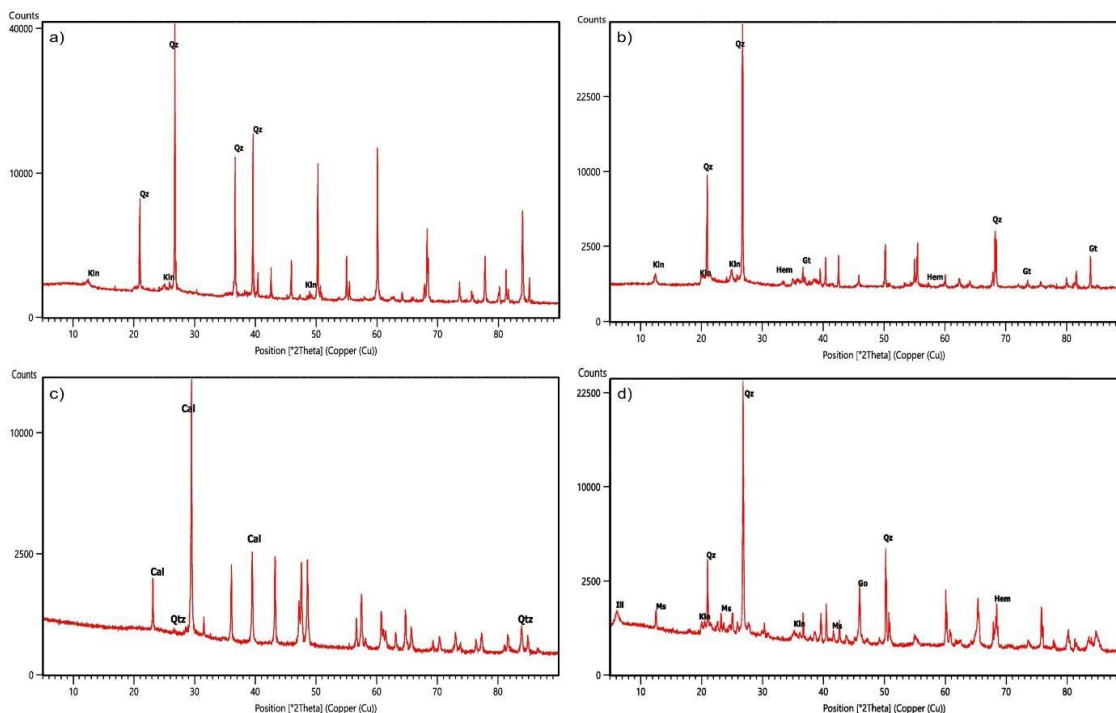 Counts
a)
40000
10000
0
Qz
Qz
Qz
Qz
Kln
Kln
Kln
10 20 30 40 50 60 70 80
Position [°2Theta] (Copper (Cu))
Counts
b)
22500
10000
2500
0
Qz
Qz
Qz
Kln
Kln
Kln
Hem
Gt
Hem
Gt
Gt
10 20 30 40 50 60 70 80
Position [°2Theta] (Copper (Cu))
Counts
c)
10000
2500
0
Cal
Cal
Cal
Qtz
Qtz
10 20 30 40 50 60 70 80
Position [°2Theta] (Copper (Cu))
Counts
d)
22500
10000
2500
0
Qz
Qz
Qz
Ill
Ms
Kln
Ms
Kln
Ms
Go
Hem
10 20 30 40 50 60 70 80
Position [°2Theta] (Copper (Cu))